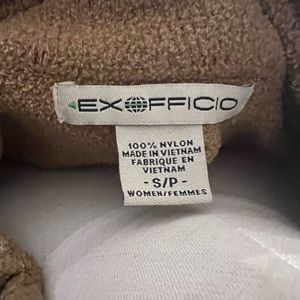 EXOFFICIO
100% NYLON
MADE IN VIETNAM
FABRIQUE EN
VIETNAM
- S/P -
WOMEN/FEMMES